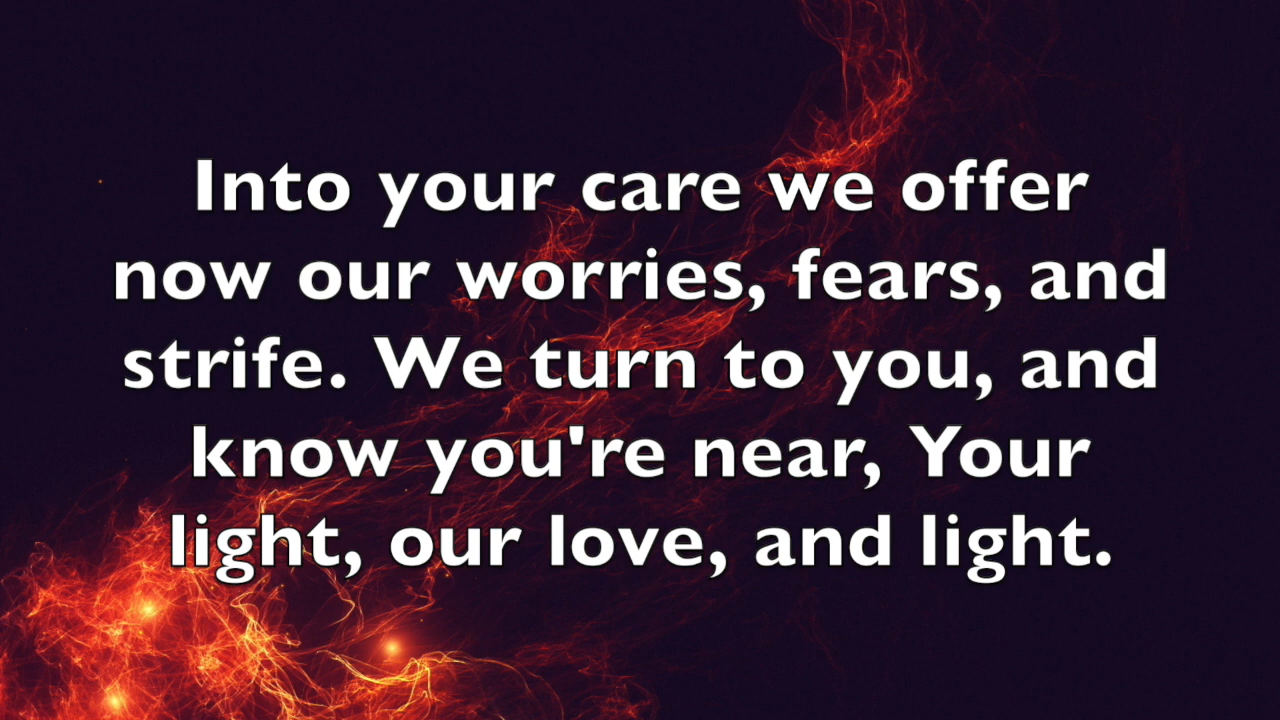 Into your care we offer
now our worries, fears, and
strife. We turn to you, and
know you're near, Your
light, our love, and light.